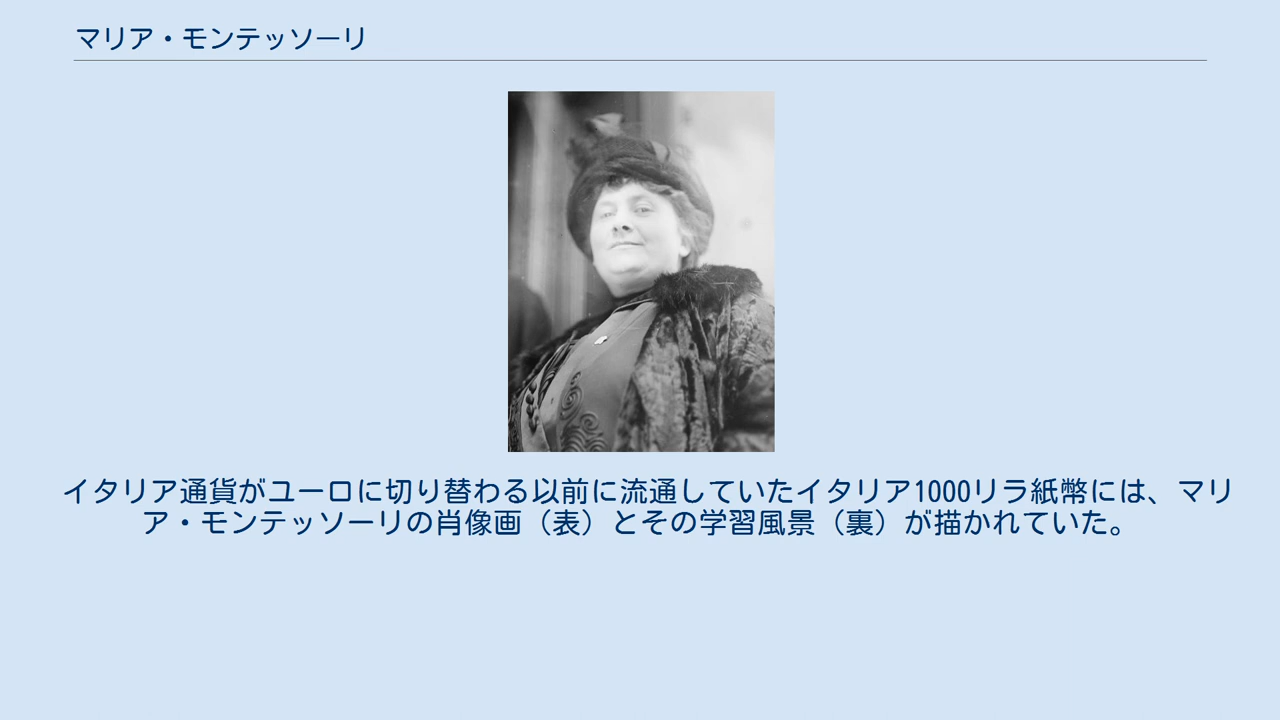 マリア・モンテッソーリ
イタリア通貨がユーロに切り替わる以前に流通していたイタリア1000リラ紙幣には、マリ
ア・モンテッソーリの肖像画（表）とその学習風景（裏）が描かれていた。